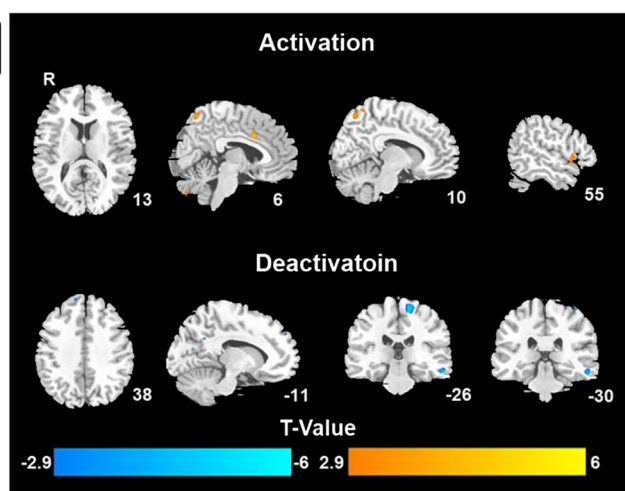 Activation
R
13
6
10
55
Deactivatoin
38
-11
-26
-30
T-Value
-2.9 -6 2.9 6